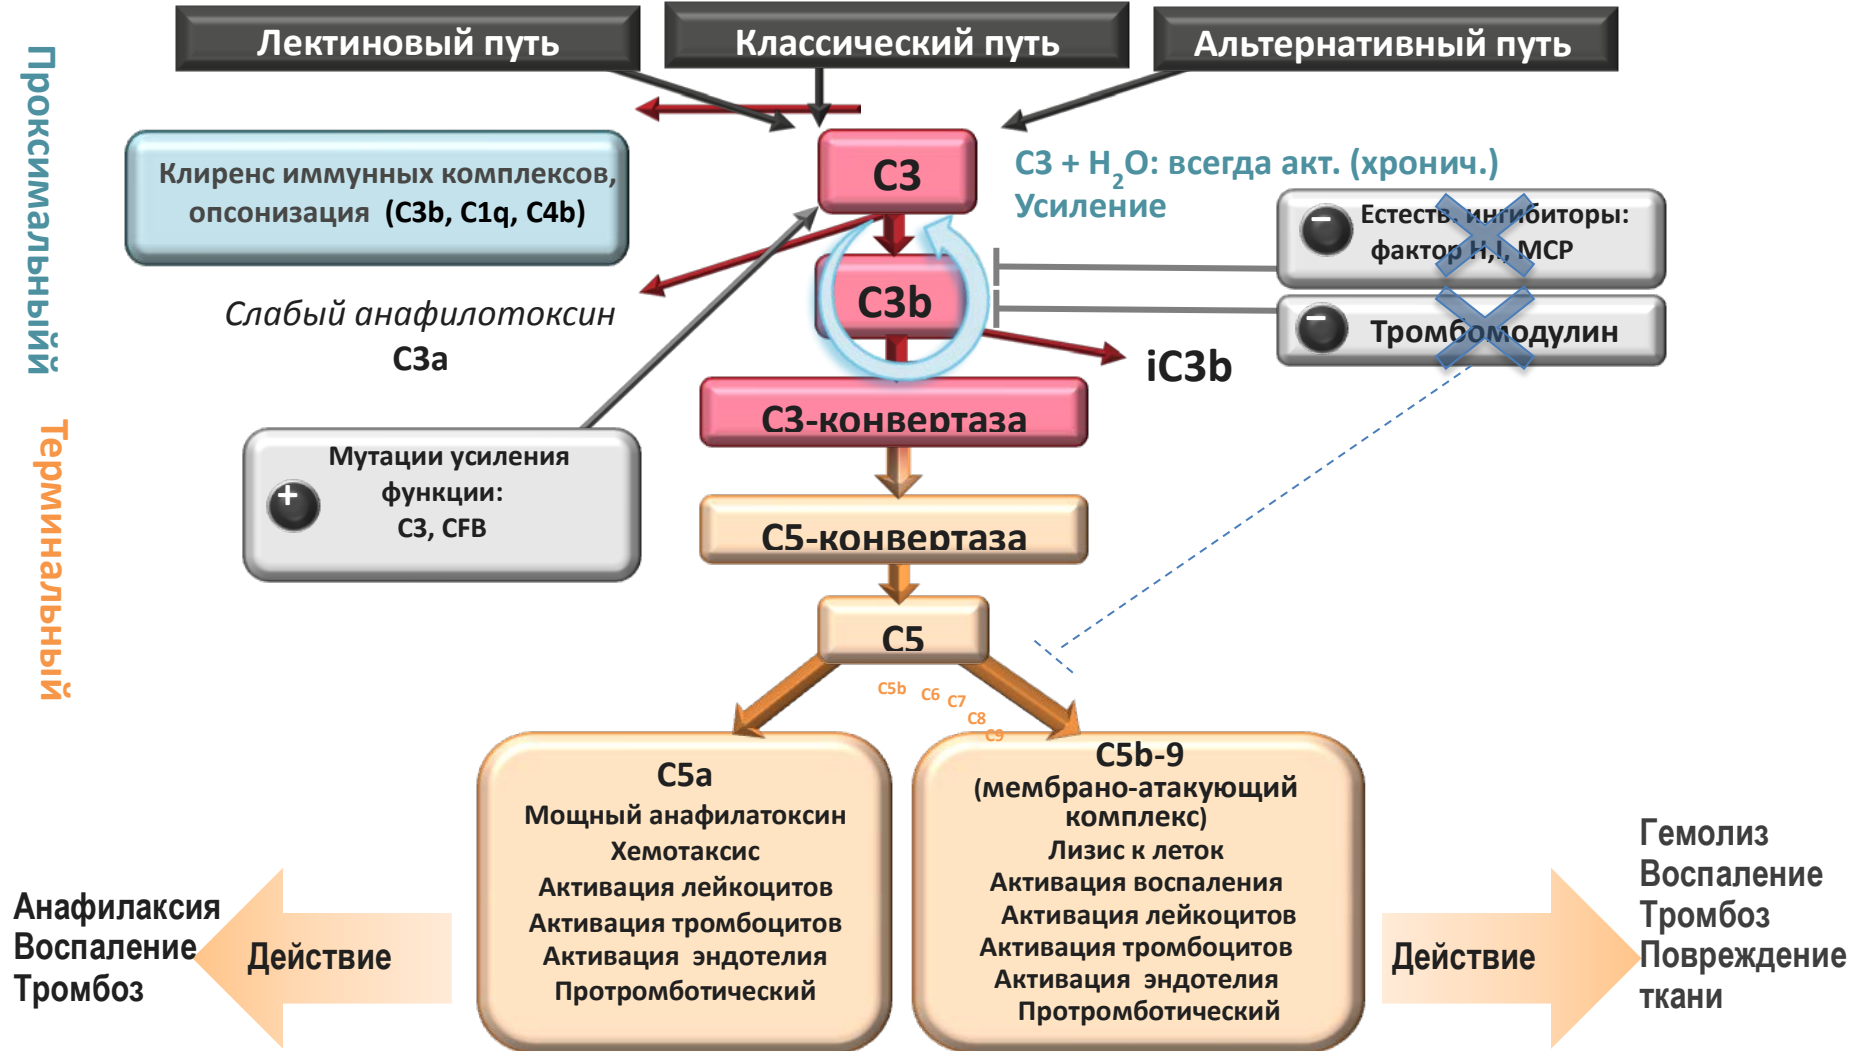 Лектиновый путь
Классический путь
Альтернативный путь
Проксимальныйй
Терминальный
Клиренс иммунных комплексов,
опсонизация (C3b, C1q, C4b)
C3
C3 + H2O: всегда акт. (хронич.)
Усиление
Естеств. ингибиторы:
фактор H,I, MCP
Тромбомодулин
C3b
iC3b
Слабый анафилотоксин
C3a
C3-конвертаза
Мутации усиления
функции:
C3, CFB
C5-конвертаза
C5
C5b
C6
C7
C8
C9
C5a
Мощный анафилатоксин
Хемотаксис
Активация лейкоцитов
Активация тромбоцитов
Активация эндотелия
Протромботический
C5b-9
(мембрано-атакующий
комплекс)
Лизис к леток
Активация воспаления
Активация лейкоцитов
Активация тромбоцитов
Активация эндотелия
Протромботический
Анафилаксия
Воспаление
Тромбоз
Действие
Действие
Гемолиз
Воспаление
Тромбоз
Повреждение
ткани